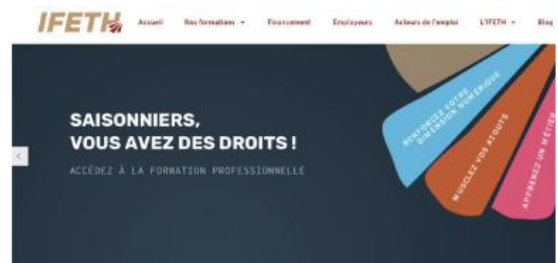 IFETH
Accueil Nos formations Financement Employeurs Acteurs de l'emploi L'IFETH Blog
SAISONNIERS,
VOUS AVEZ DES DROITS !
ACCÉDEZ À LA FORMATION PROFESSIONNELLE
RENFORCEZ VOTRE
DIMENSION NUMÉRIQUE
MUSCLEZ VOS ATOUTS
APPRENEZ UN MÉTIER